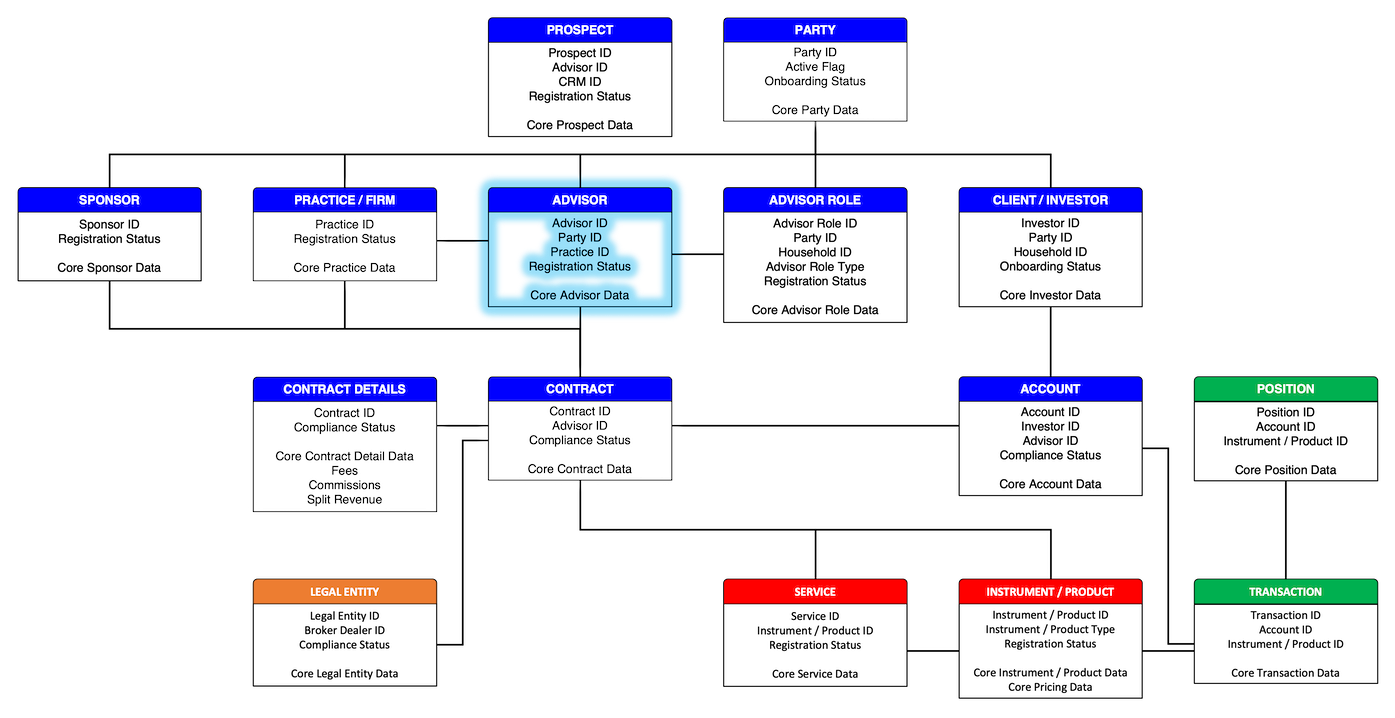 PROSPECT
Prospect ID
Advisor ID
CRM ID
Registration Status
Core Prospect Data
PARTY
Party ID
Active Flag
Onboarding Status
Core Party Data
SPONSOR
Sponsor ID
Registration Status
Core Sponsor Data
PRACTICE / FIRM
Practice ID
Registration Status
Core Practice Data
ADVISOR
Advisor ID
Party ID
Practice ID
Registration Status
Core Advisor Data
ADVISOR ROLE
Advisor Role ID
Party ID
Household ID
Advisor Role Type
Registration Status
Core Advisor Role Data
CLIENT / INVESTOR
Investor ID
Party ID
Household ID
Onboarding Status
Core Investor Data
CONTRACT DETAILS
Contract ID
Compliance Status
Core Contract Detail Data
Fees
Commissions
Split Revenue
CONTRACT
Contract ID
Advisor ID
Compliance Status
Core Contract Data
ACCOUNT
Account ID
Investor ID
Advisor ID
Compliance Status
Core Account Data
POSITION
Position ID
Account ID
Instrument / Product ID
Core Position Data
LEGAL ENTITY
Legal Entity ID
Broker Dealer ID
Compliance Status
Core Legal Entity Data
SERVICE
Service ID
Instrument / Product ID
Registration Status
Core Service Data
INSTRUMENT / PRODUCT
Instrument / Product ID
Instrument / Product Type
Registration Status
Core Instrument / Product Data
Core Pricing Data
TRANSACTION
Transaction ID
Account ID
Instrument / Product ID
Core Transaction Data